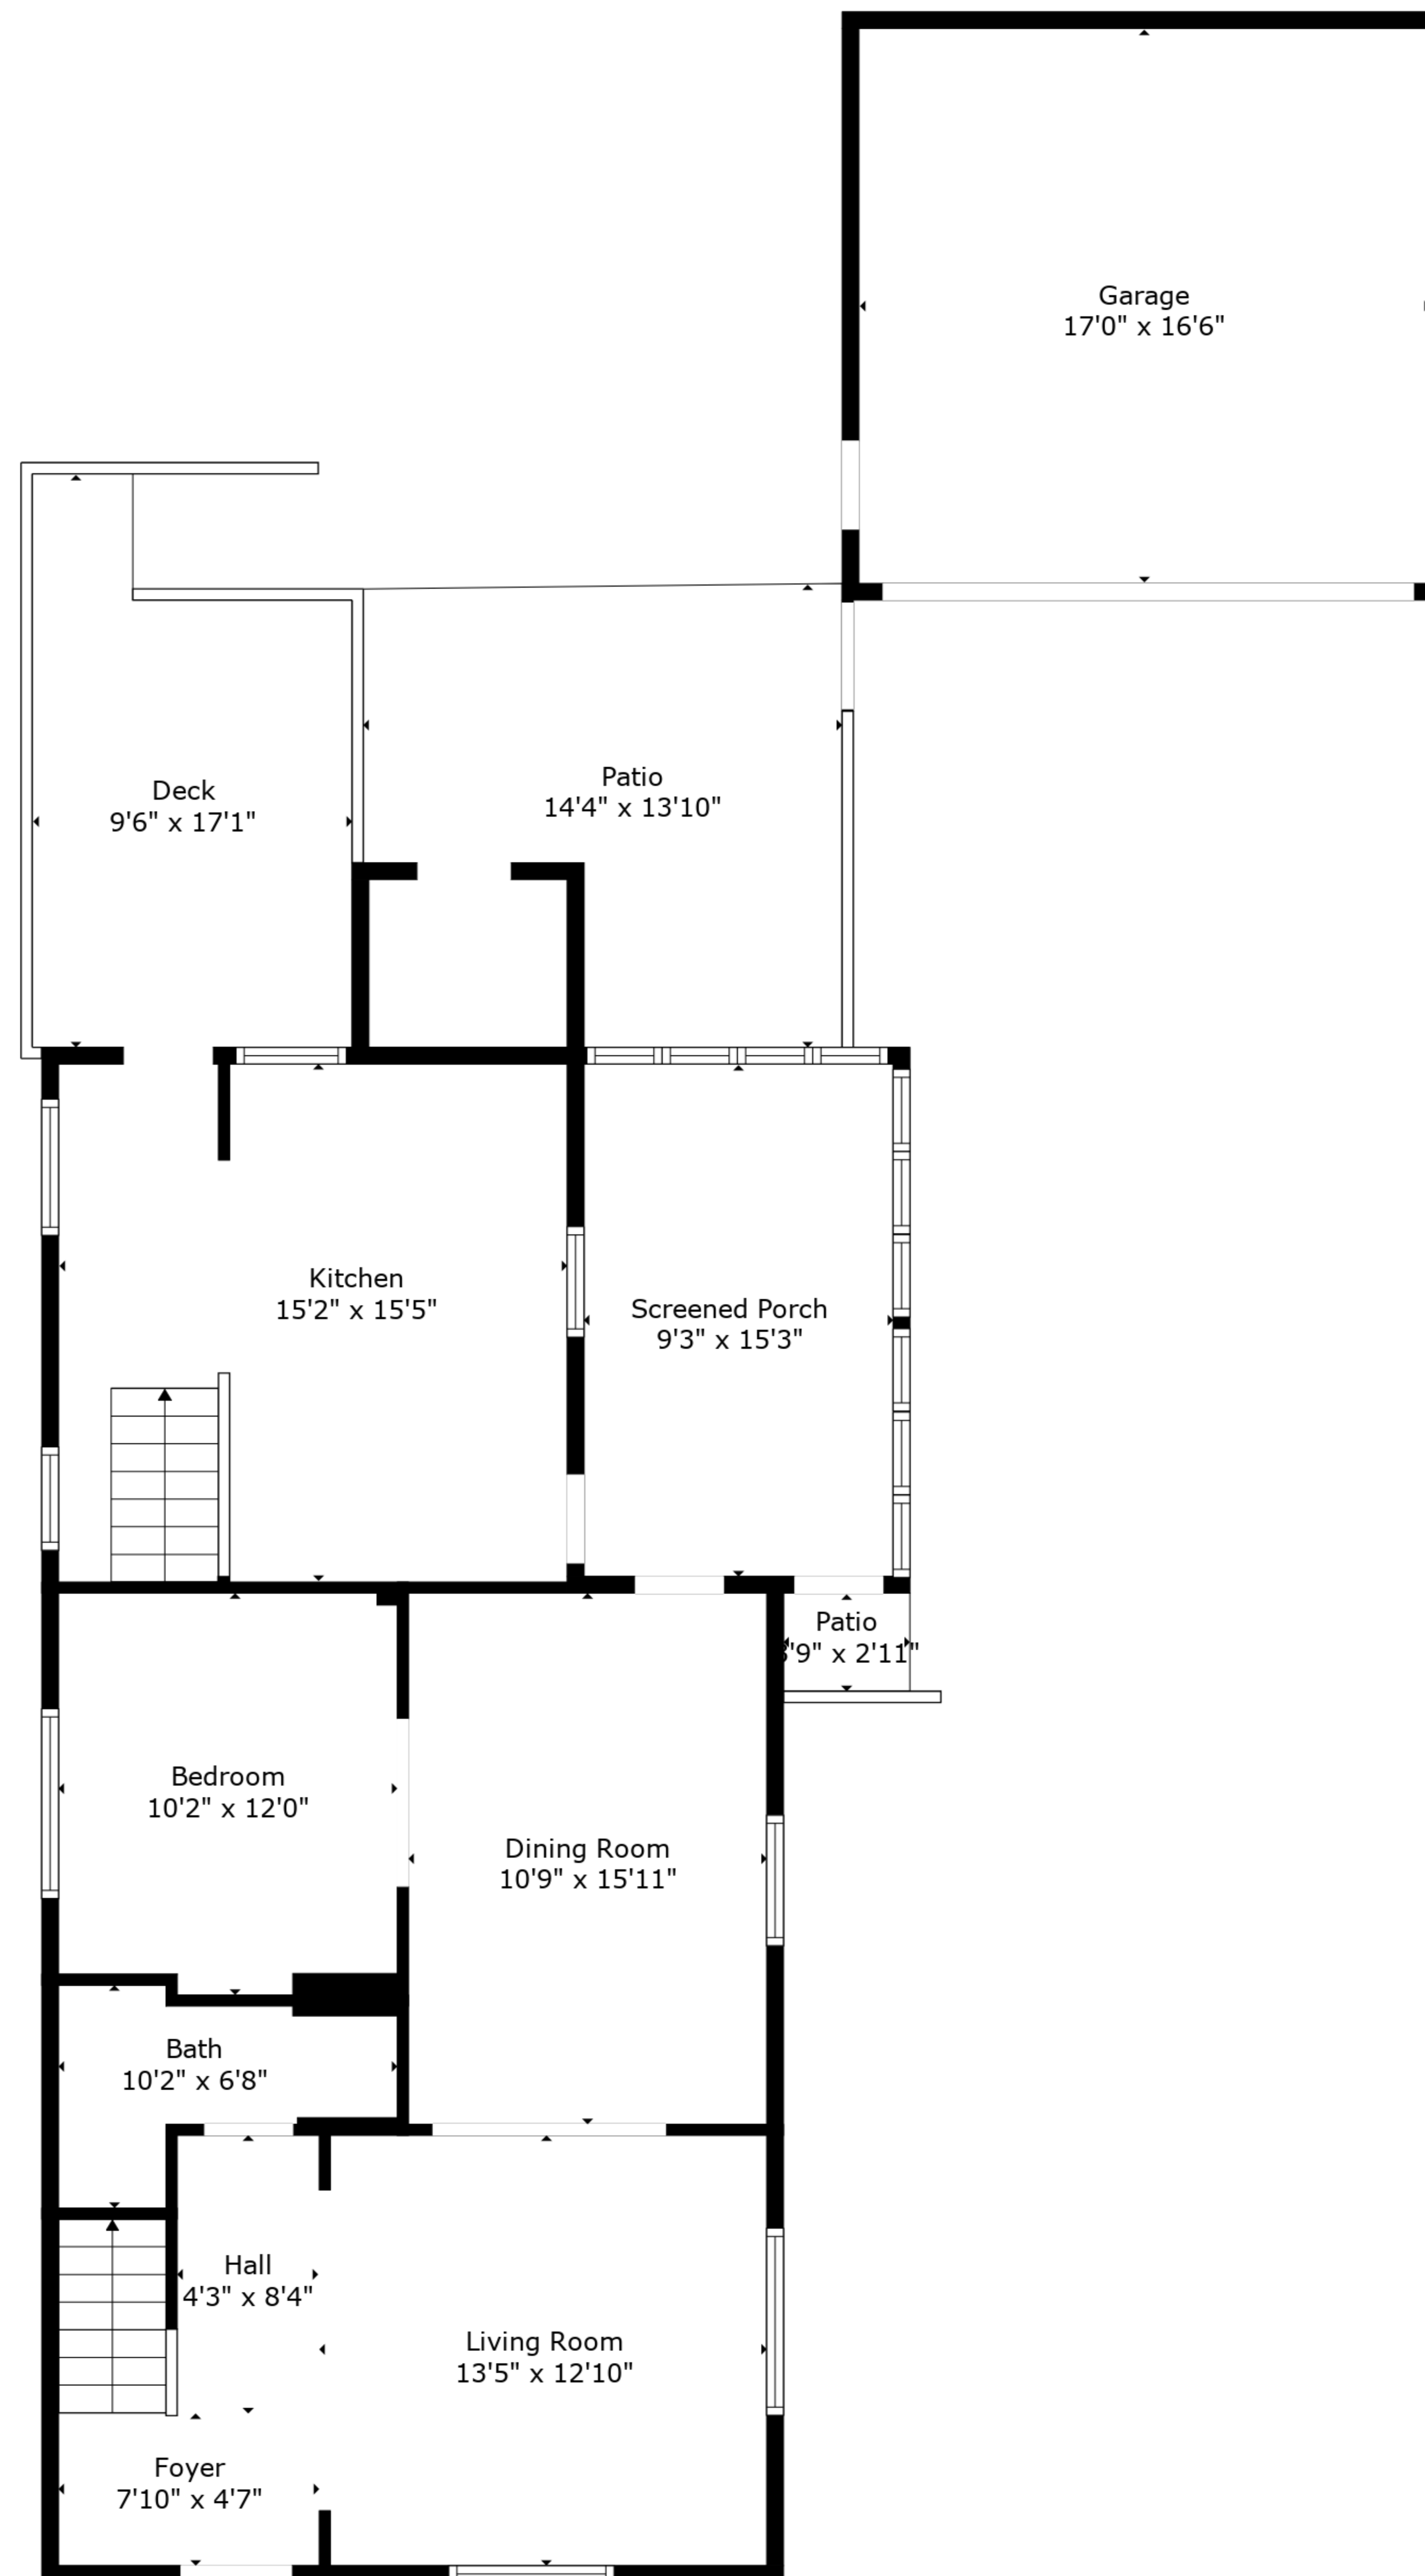 Garage
17'0" x 16'6"
Deck
9'6" x 17'1"
Patio
14'4" x 13'10"
Kitchen
15'2" x 15'5"
Screened Porch
9'3" x 15'3"
Patio
3'9" x 2'11"
Bedroom
10'2" x 12'0"
Dining Room
10'9" x 15'11"
Bath
10'2" x 6'8"
Hall
4'3" x 8'4"
Living Room
13'5" x 12'10"
Foyer
7'10" x 4'7"